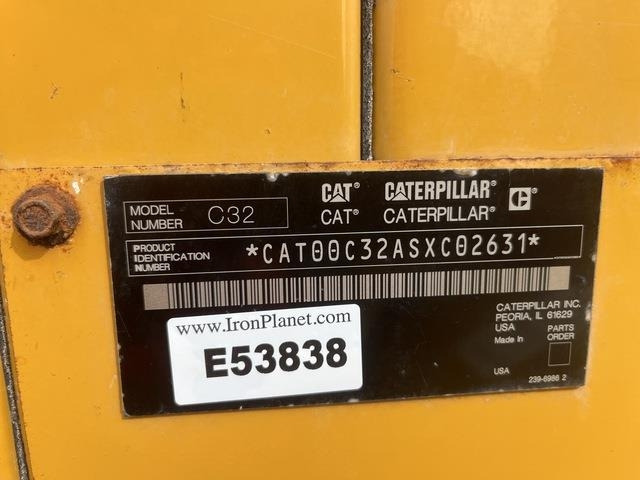 CAT® CATERPILLAR® C®
MODEL NUMBER C32 CAT® CATERPILLAR®
PRODUCT IDENTIFICATION NUMBER *CAT00C32ASXC02631*
CATERPILLAR INC.
PEORIA, IL 61629
USA PARTS
Made In ORDER
www.IronPlanet.com
E53838
USA
239-6986 2